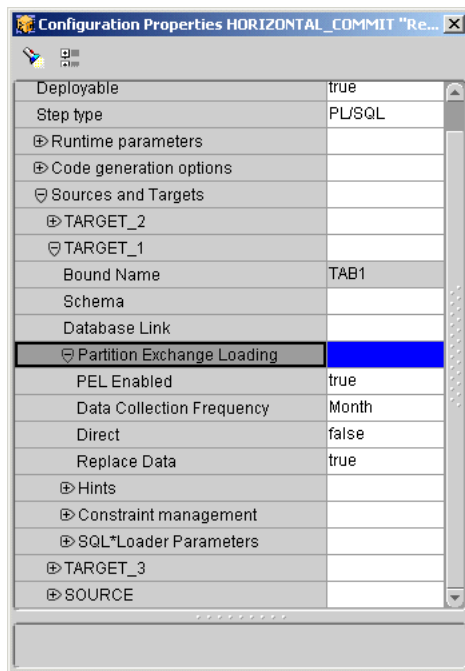 Configuration Properties HORIZONTAL_COMMIT "Re...
Deployable true
Step type PL/SQL
Runtime parameters
Code generation options
Sources and Targets
TARGET_2
TARGET_1
Bound Name TAB1
Schema
Database Link
Partition Exchange Loading
PEL Enabled true
Data Collection Frequency Month
Direct false
Replace Data true
Hints
Constraint management
SQL*Loader Parameters
TARGET_3
SOURCE